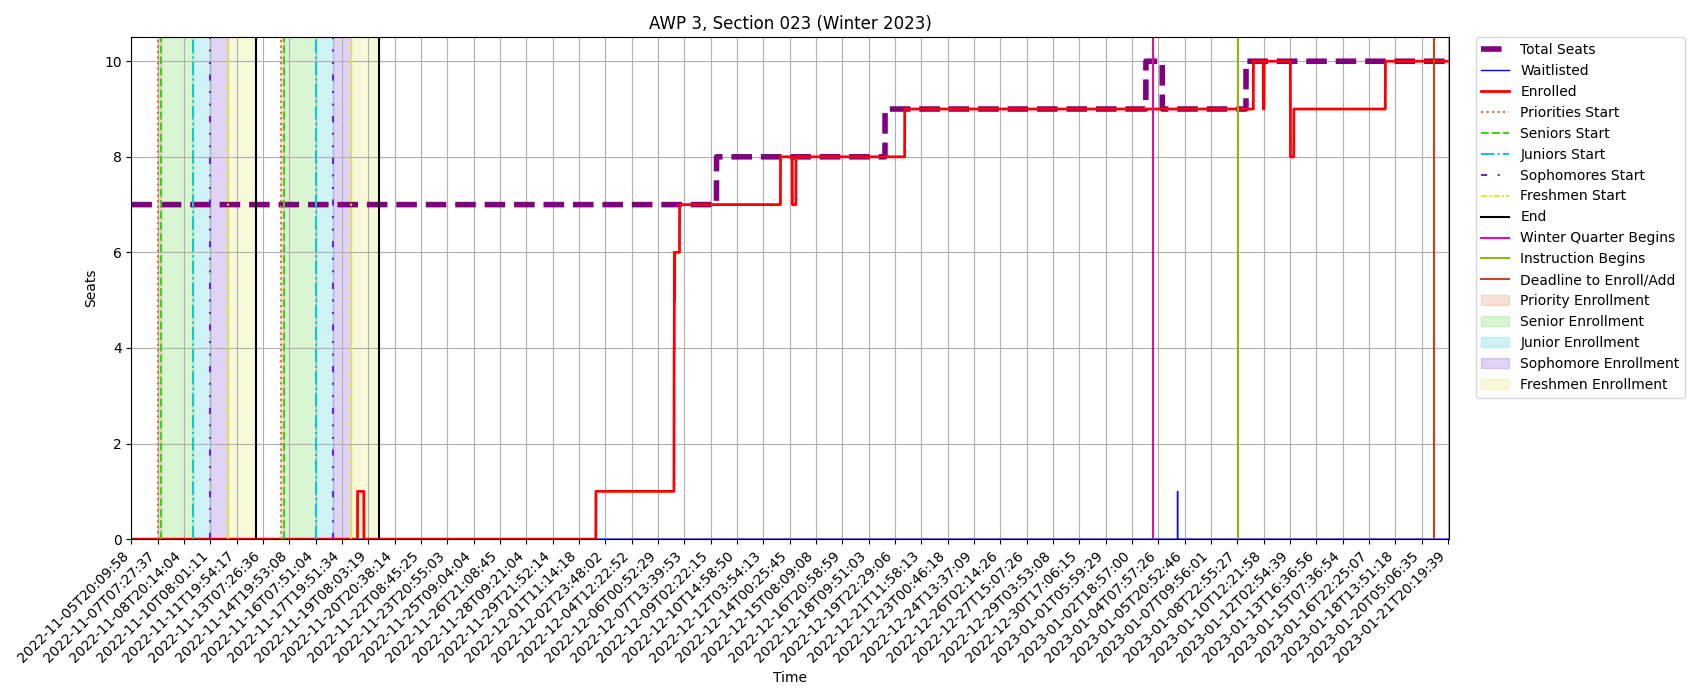 AWP 3, Section 023 (Winter 2023)
Seats
10
8
6
4
2
0
2022-11-05T20:09:58
2022-11-07T07:27:37
2022-11-08T20:14:04
2022-11-10T08:01:11
2022-11-11T19:54:17
2022-11-13T07:26:36
2022-11-14T19:53:08
2022-11-16T07:51:04
2022-11-17T19:51:34
2022-11-19T08:03:19
2022-11-20T20:38:14
2022-11-22T08:45:25
2022-11-23T20:55:03
2022-11-25T09:04:04
2022-11-26T21:08:45
2022-11-28T09:21:04
2022-11-29T21:52:14
2022-12-01T11:14:18
2022-12-02T23:48:02
2022-12-04T12:22:52
2022-12-06T00:52:29
2022-12-07T13:39:53
2022-12-09T02:22:15
2022-12-10T14:58:50
2022-12-12T03:54:13
2022-12-14T00:25:45
2022-12-15T08:09:08
2022-12-16T20:58:59
2022-12-18T09:51:03
2022-12-19T22:29:06
2022-12-21T11:58:13
2022-12-23T00:46:18
2022-12-24T13:37:09
2022-12-26T02:14:26
2022-12-27T15:07:26
2022-12-29T03:53:08
2022-12-30T17:06:15
2023-01-01T05:59:29
2023-01-02T18:57:00
2023-01-04T07:57:26
2023-01-05T20:52:46
2023-01-07T09:56:01
2023-01-08T22:55:27
2023-01-10T12:21:58
2023-01-12T02:54:39
2023-01-13T16:36:56
2023-01-15T07:36:54
2023-01-16T22:25:07
2023-01-18T13:51:18
2023-01-20T05:06:35
2023-01-21T20:19:39
Time
Total Seats
Waitlisted
Enrolled
Priorities Start
Seniors Start
Juniors Start
Sophomores Start
Freshmen Start
End
Winter Quarter Begins
Instruction Begins
Deadline to Enroll/Add
Priority Enrollment
Senior Enrollment
Junior Enrollment
Sophomore Enrollment
Freshmen Enrollment